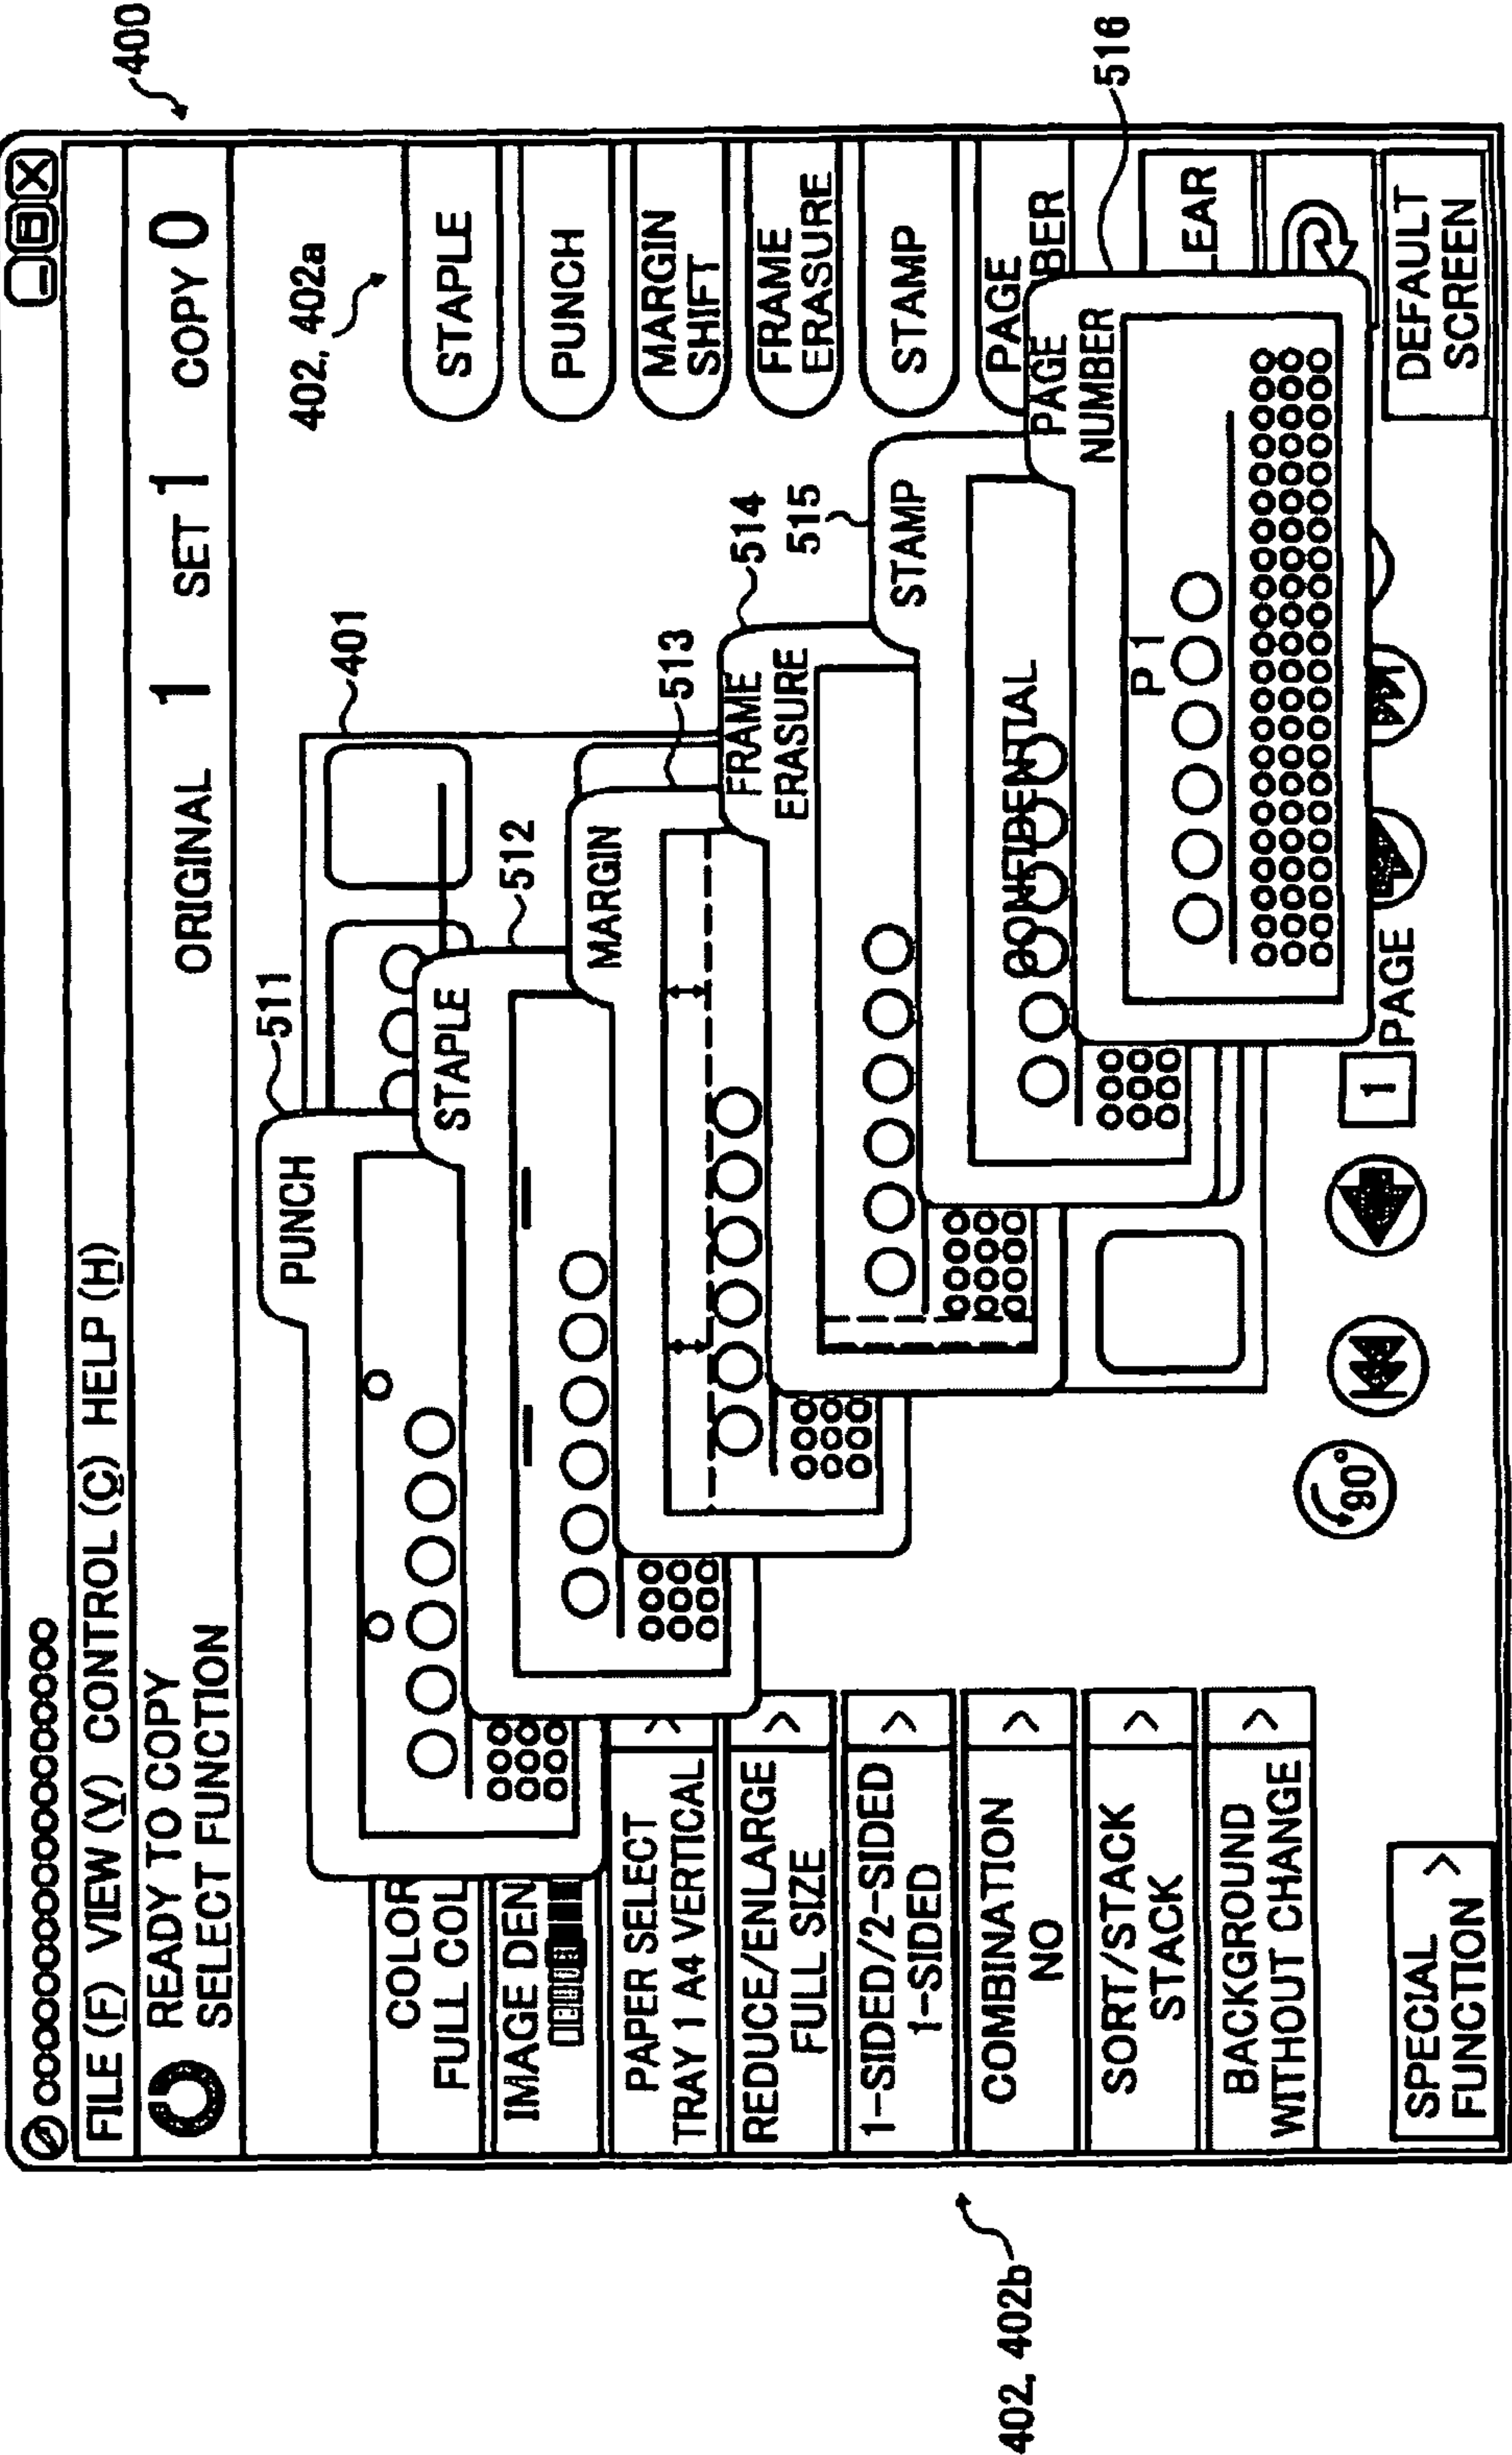 400
FILE (F) VIEW (V) CONTROL (C) HELP (H)
READY TO COPY
SELECT FUNCTION
ORIGINAL 1 SET 1 COPY 0
402, 402a
401
511
512
513
514
515
516
PUNCH
STAPLE
MARGIN
FRAME
ERASURE
STAMP
CONFIDENTIAL
PAGE
NUMBER
P 1
COLOR
FULL COL
IMAGE DEN
PAPER SELECT
TRAY 1 A4 VERTICAL >
REDUCE/ENLARGE
FULL SIZE >
1-SIDED/2-SIDED
1-SIDED >
COMBINATION
NO >
SORT/STACK
STACK >
BACKGROUND
WITHOUT CHANGE >
SPECIAL
FUNCTION >
STAPLE
PUNCH
MARGIN
SHIFT
FRAME
ERASURE
STAMP
PAGE
BER
LEAR
DEFAULT
SCREEN
90°
1 PAGE
402, 402b